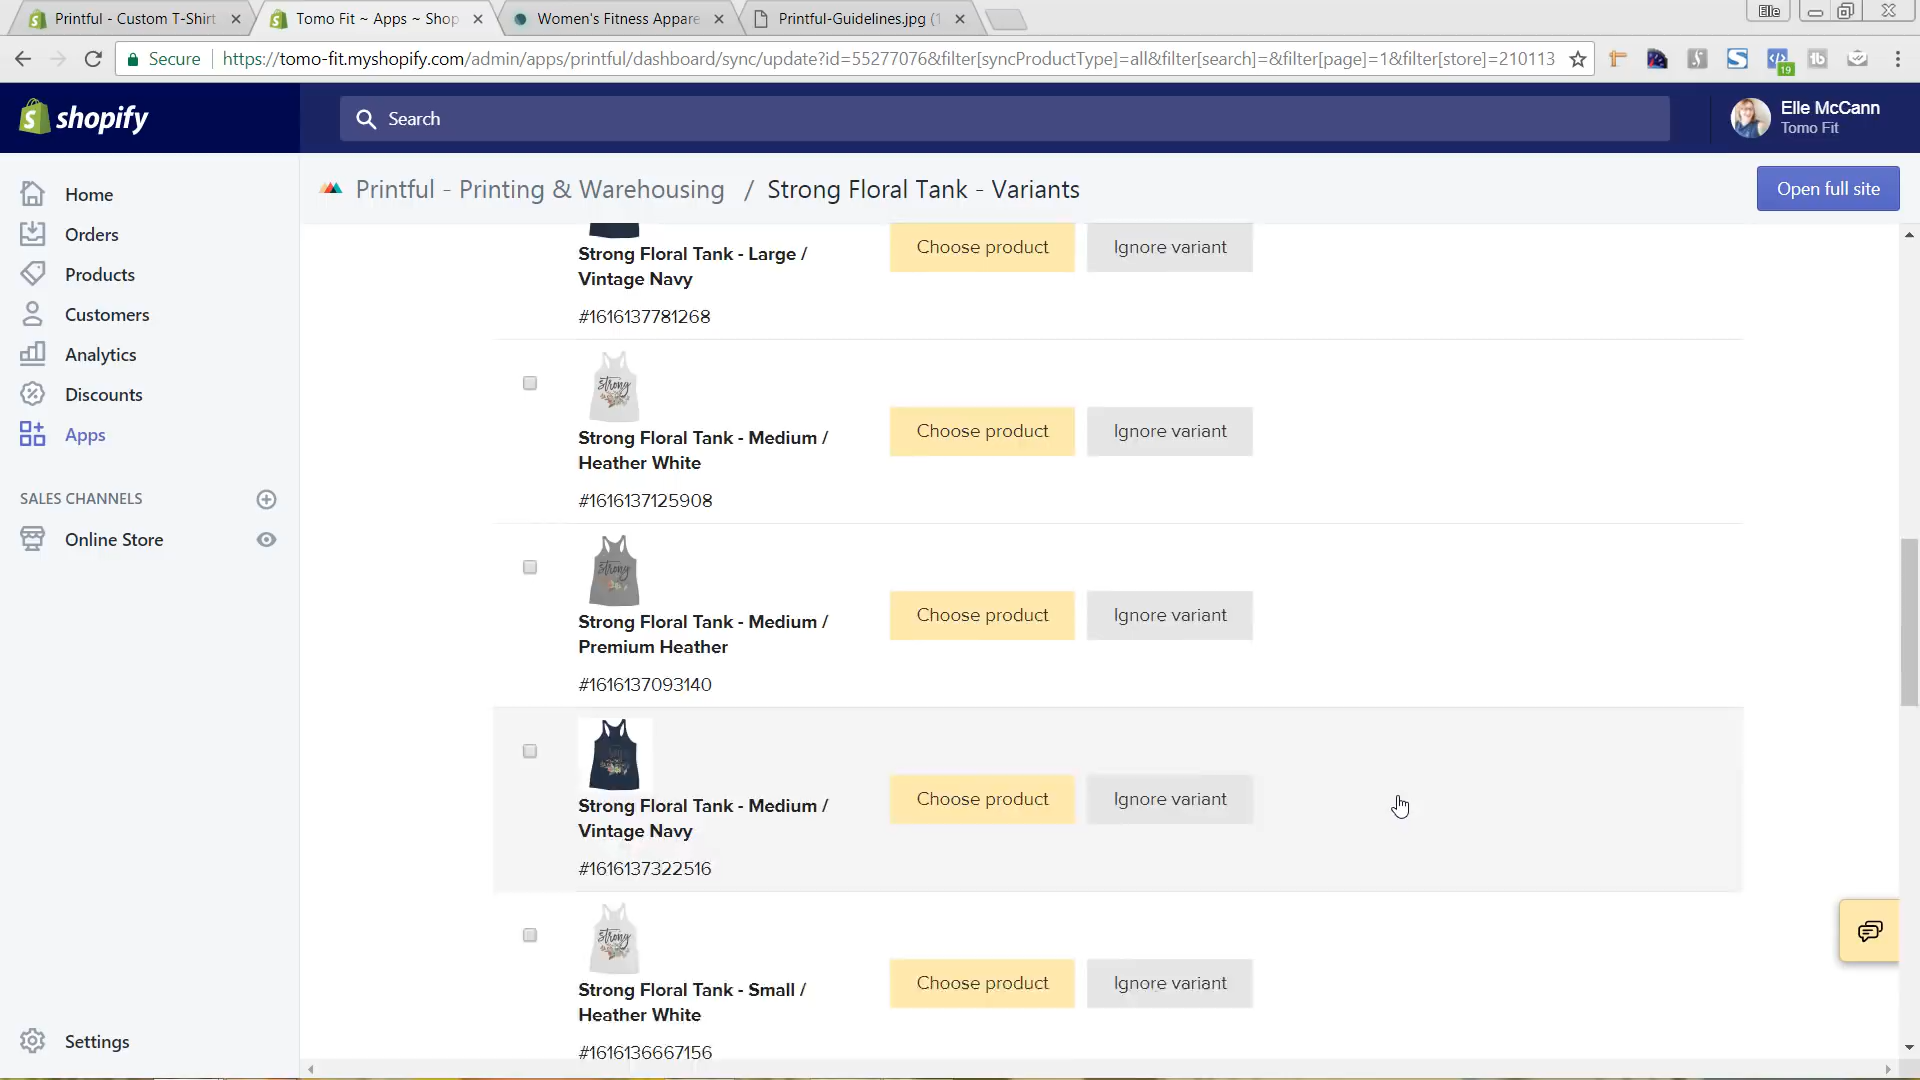 Printful - Custom T-Shirt
Tomo Fit ~ Apps ~ Shop
Women's Fitness Appare
Printful-Guidelines.jpg (1
Elle
Secure
https://tomo-fit.myshopify.com/admin/apps/printful/dashboard/sync/update?id=55277076&filter[syncProductType]=all&filter[search]=&filter[page]=1&filter[store]=210113
19
shopify
Search
Elle McCann
Tomo Fit
Home
Orders
Products
Customers
Analytics
Discounts
Apps
SALES CHANNELS
Online Store
Settings
Printful - Printing & Warehousing / Strong Floral Tank - Variants
Open full site
Strong Floral Tank - Large /
Vintage Navy
#1616137781268
Choose product
Ignore variant
Strong
Strong Floral Tank - Medium /
Heather White
#1616137125908
Choose product
Ignore variant
Strong
Strong Floral Tank - Medium /
Premium Heather
#1616137093140
Choose product
Ignore variant
Strong Floral Tank - Medium /
Vintage Navy
#1616137322516
Choose product
Ignore variant
Strong
Strong Floral Tank - Small /
Heather White
#1616136667156
Choose product
Ignore variant